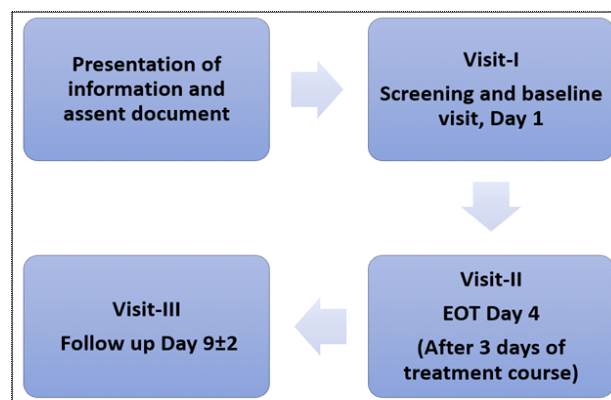 Presentation of
information and
assent document
Visit-I
Screening and baseline
visit, Day 1
Visit-II
EOT Day 4
(After 3 days of
treatment course)
Visit-III
Follow up Day 9±2